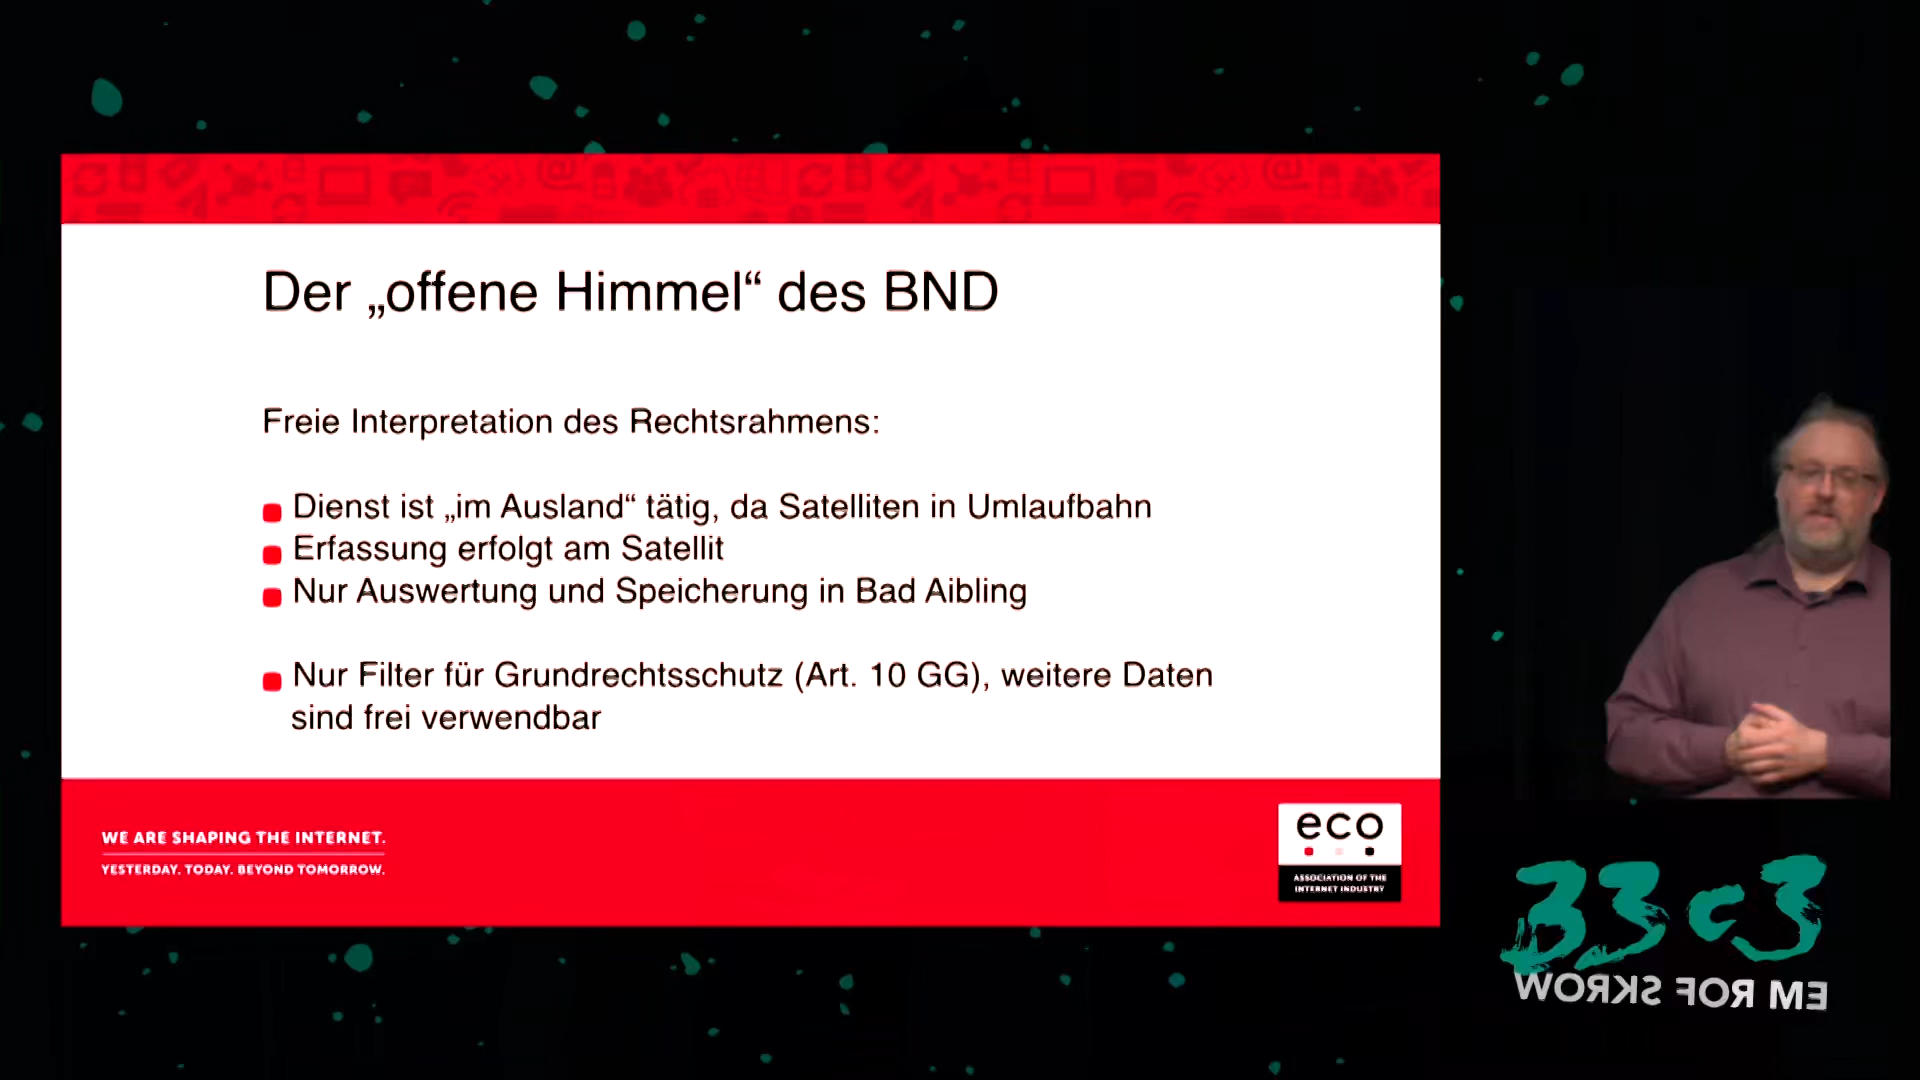 Der „offene Himmel“ des BND
Freie Interpretation des Rechtsrahmens:
Dienst ist „im Ausland“ tätig, da Satelliten in Umlaufbahn
Erfassung erfolgt am Satellit
Nur Auswertung und Speicherung in Bad Aibling
Nur Filter für Grundrechtsschutz (Art. 10 GG), weitere Daten
sind frei verwendbar
WE ARE SHAPING THE INTERNET.
YESTERDAY. TODAY. BEYOND TOMORROW.
eco
ASSOCIATION OF THE
INTERNET INDUSTRY
33c3
WORKS FOR ME